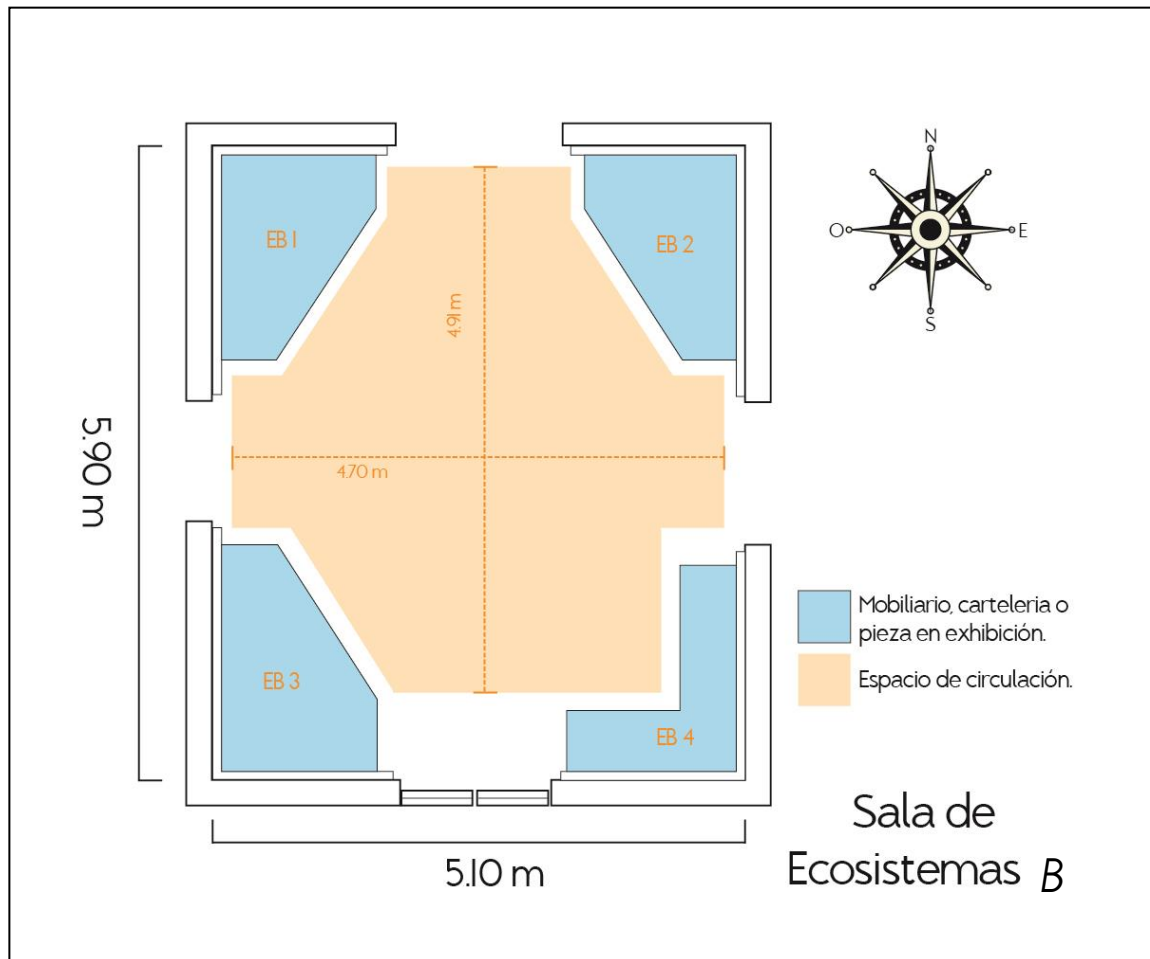 N
O
E
S
EB 1
EB 2
4.91 m
4.70 m
5.90 m
EB 3
EB 4
Mobiliario, carteleria o
pieza en exhibición.
Espacio de circulación.
5.10 m
Sala de
Ecosistemas B